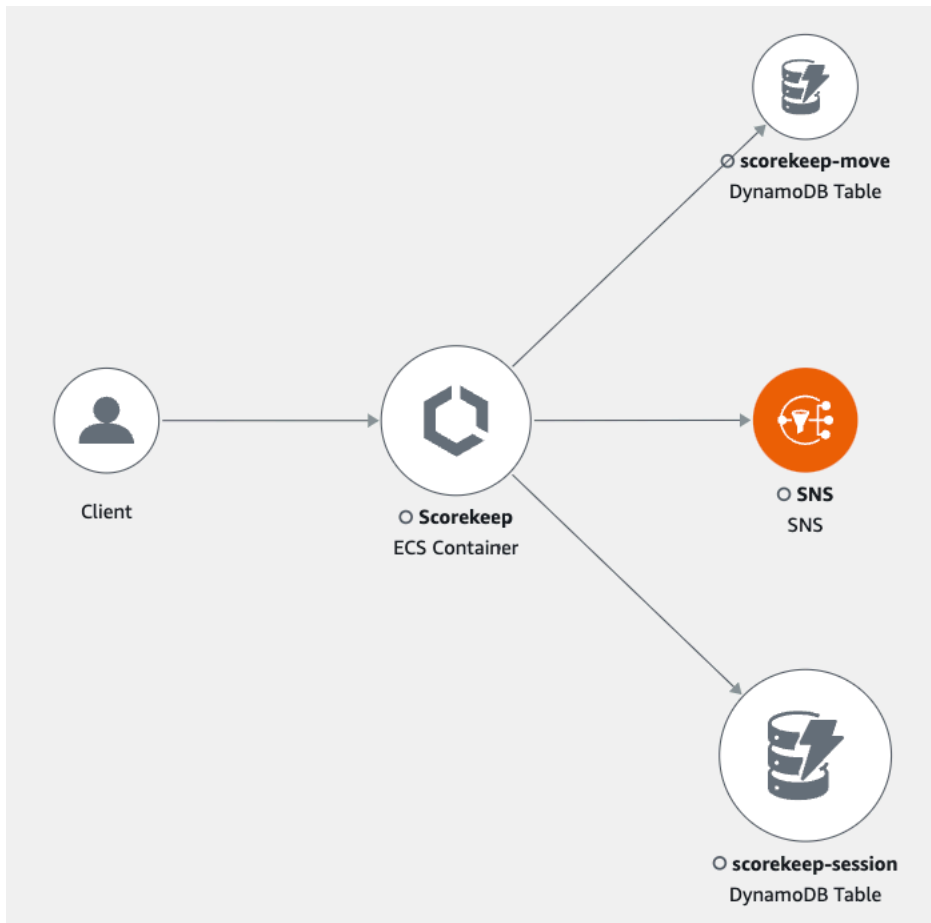 scorekeep-move
DynamoDB Table
Client
Scorekeep
ECS Container
SNS
SNS
scorekeep-session
DynamoDB Table